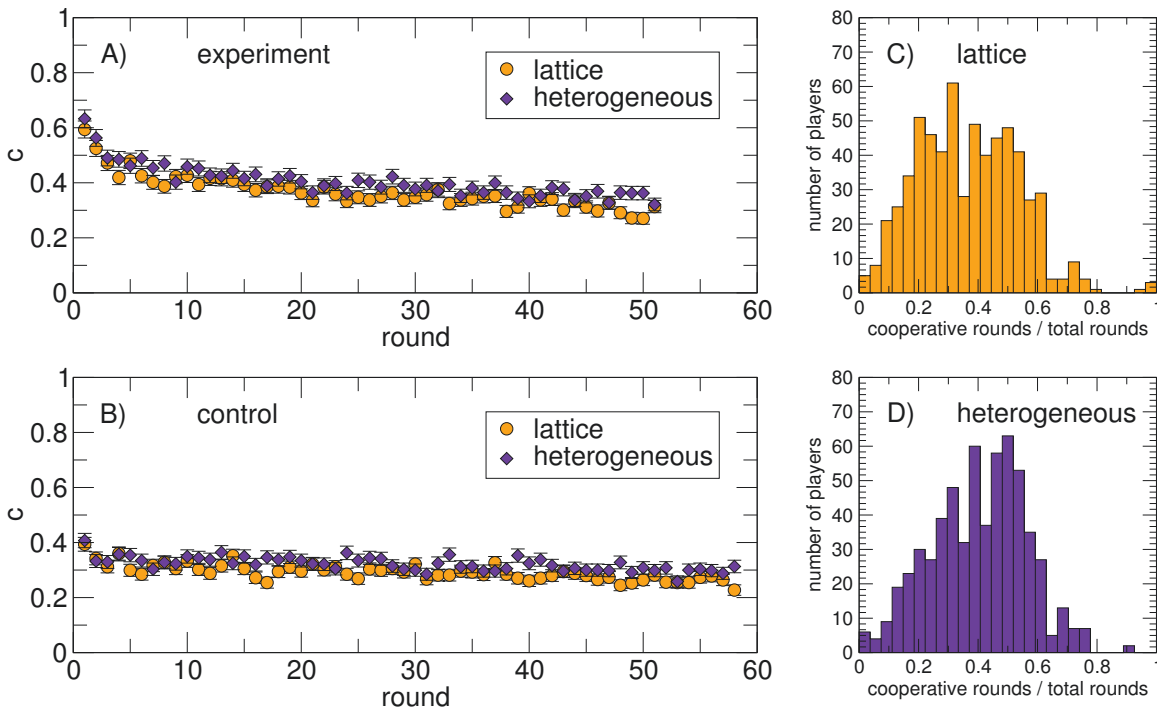 A) experiment
lattice
heterogeneous
1
0.8
0.6
0.4
0.2
0
c
0 10 20 30 40 50 60
round
B) control
lattice
heterogeneous
1
0.8
0.6
0.4
0.2
0
c
0 10 20 30 40 50 60
round
C) lattice
80
70
60
50
40
30
20
10
0
number of players
0 0.2 0.4 0.6 0.8 1
cooperative rounds / total rounds
D) heterogeneous
80
70
60
50
40
30
20
10
0
number of players
0 0.2 0.4 0.6 0.8 1
cooperative rounds / total rounds